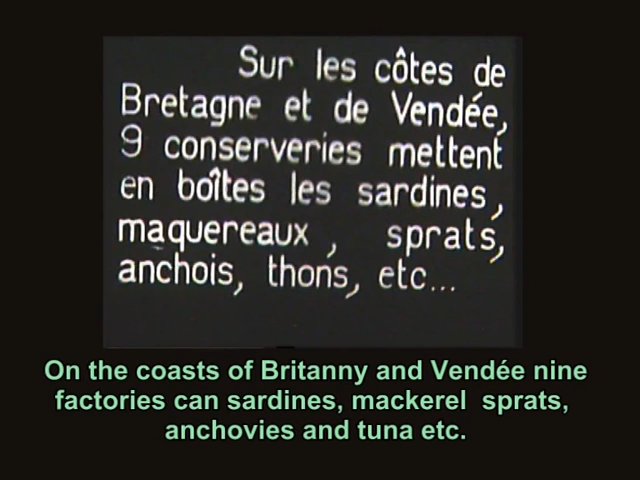 Sur les côtes de
Bretagne et de Vendée,
9 conserveries mettent
en boîtes les sardines,
maquereaux, sprats,
anchois, thons, etc...
On the coasts of Britanny and Vendée nine
factories can sardines, mackerel sprats,
anchovies and tuna etc.